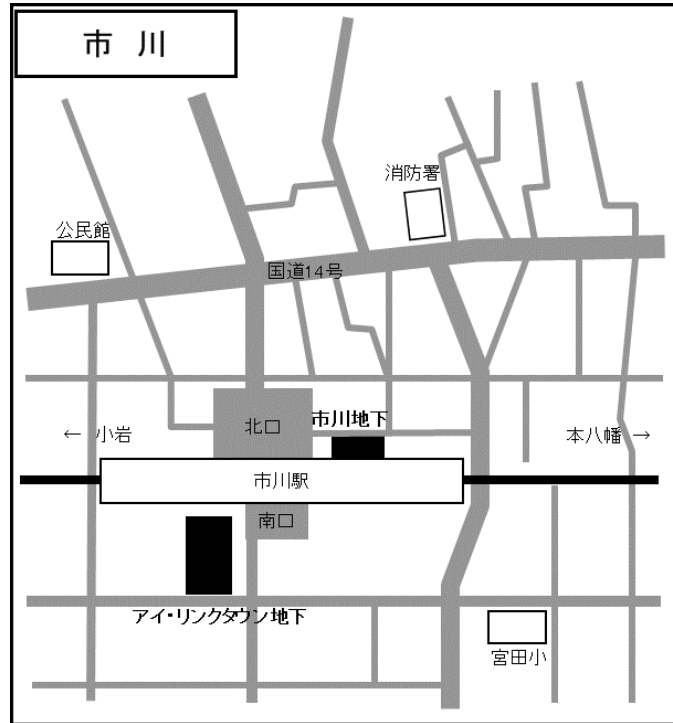 市 川
消防署
公民館
国道14号
市川地下
北口
← 小岩
本八幡 →
市川駅
南口
アイ・リンクタウン地下
宮田小